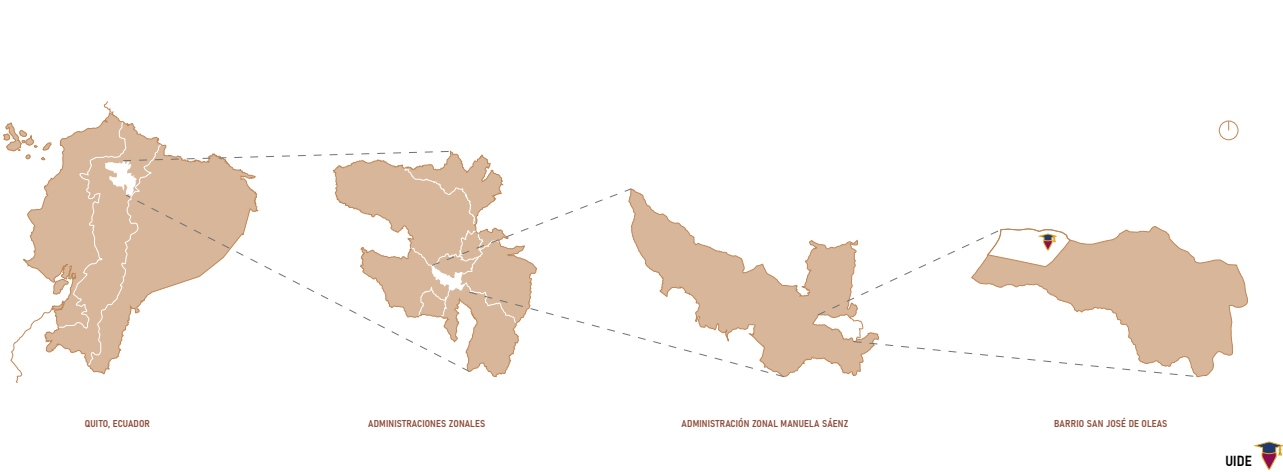 QUITO, ECUADOR
ADMINISTRACIONES ZONALES
ADMINISTRACIÓN ZONAL MANUELA SÁENZ
BARRIO SAN JOSÉ DE OLEAS
UIDE